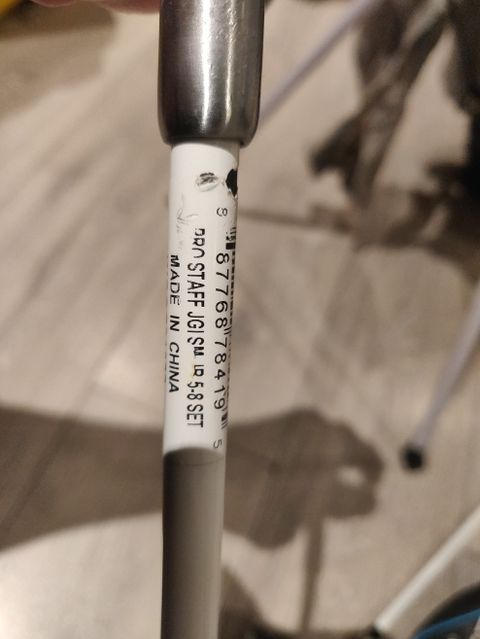 8 87768 78419 5
PRO STAFF JGI SM JR 5-8 SET
MADE IN CHINA